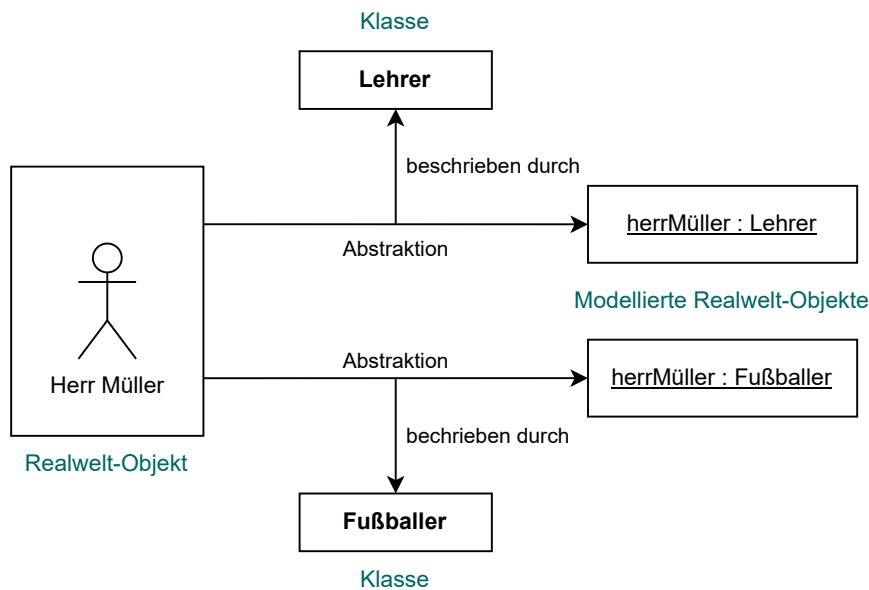 Klasse
Lehrer
beschrieben durch
herrMüller : Lehrer
Abstraktion
Modellierte Realwelt-Objekte
Abstraktion
herrMüller : Fußballer
Herr Müller
bechrieben durch
Realwelt-Objekt
Fußballer
Klasse